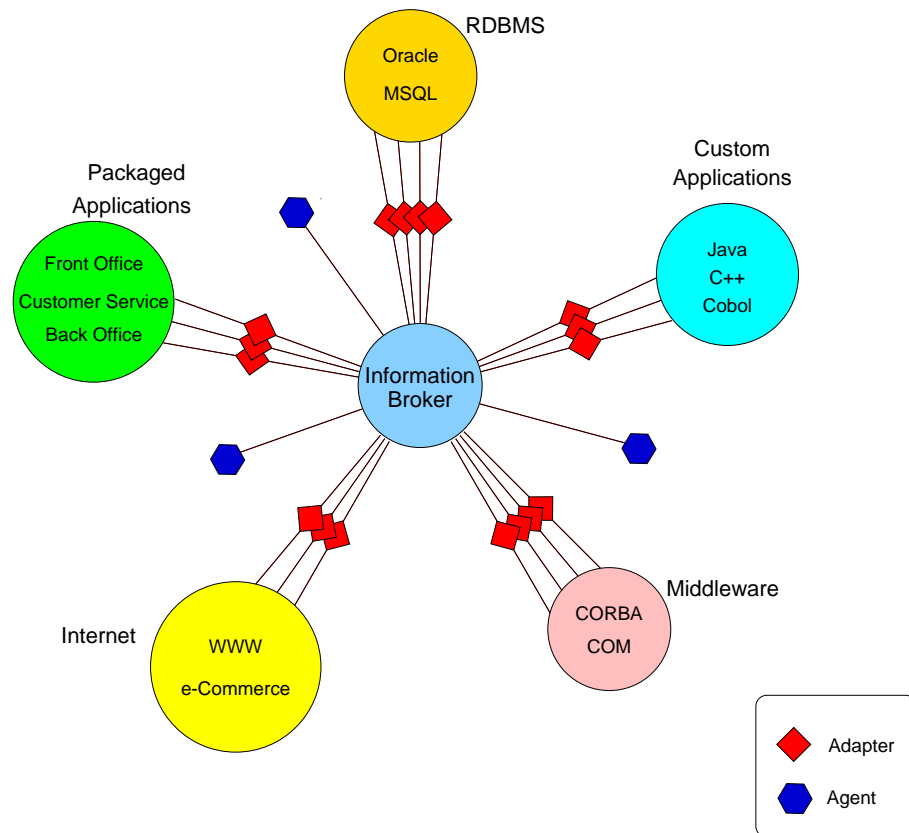 RDBMS
Oracle
MSQL
Packaged
Applications
Front Office
Customer Service
Back Office
Custom
Applications
Java
C++
Cobol
Information
Broker
Internet
WWW
e-Commerce
Middleware
CORBA
COM
Adapter
Agent